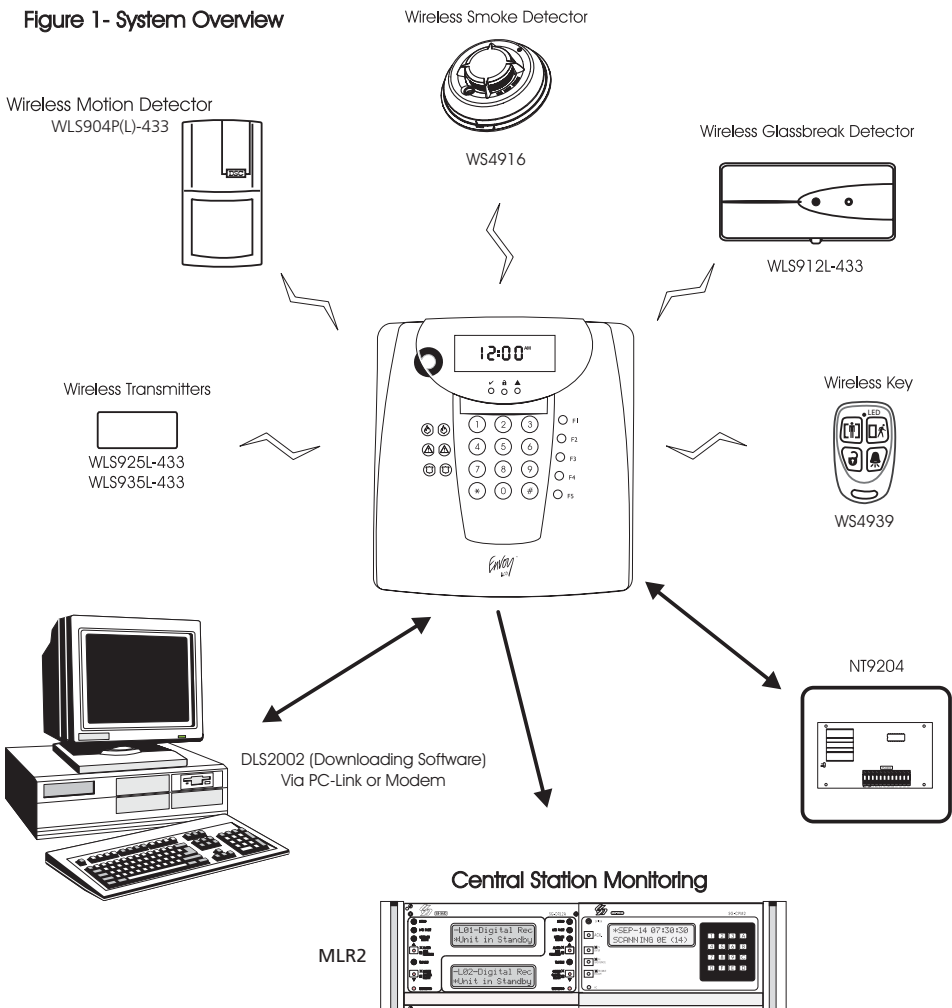 Figure 1- System Overview
Wireless Smoke Detector
WS4916
Wireless Motion Detector
WLS904P(L)-433
DSC
Wireless Glassbreak Detector
WLS912L-433
12:00 AM
Wireless Transmitters
WLS925L-433
WLS935L-433
1 2 3
4 5 6
7 8 9
* 0 #
F1
F2
F3
F4
F5
Envoy
Wireless Key
LED
WS4939
NT9204
DLS2002 (Downloading Software)
Via PC-Link or Modem
Central Station Monitoring
MLR2
-L01-Digital Rec
*Unit in Standby
-L02-Digital Rec
*Unit in Standby
*SEP-14 07:30:30
SCANNING 0E (14)